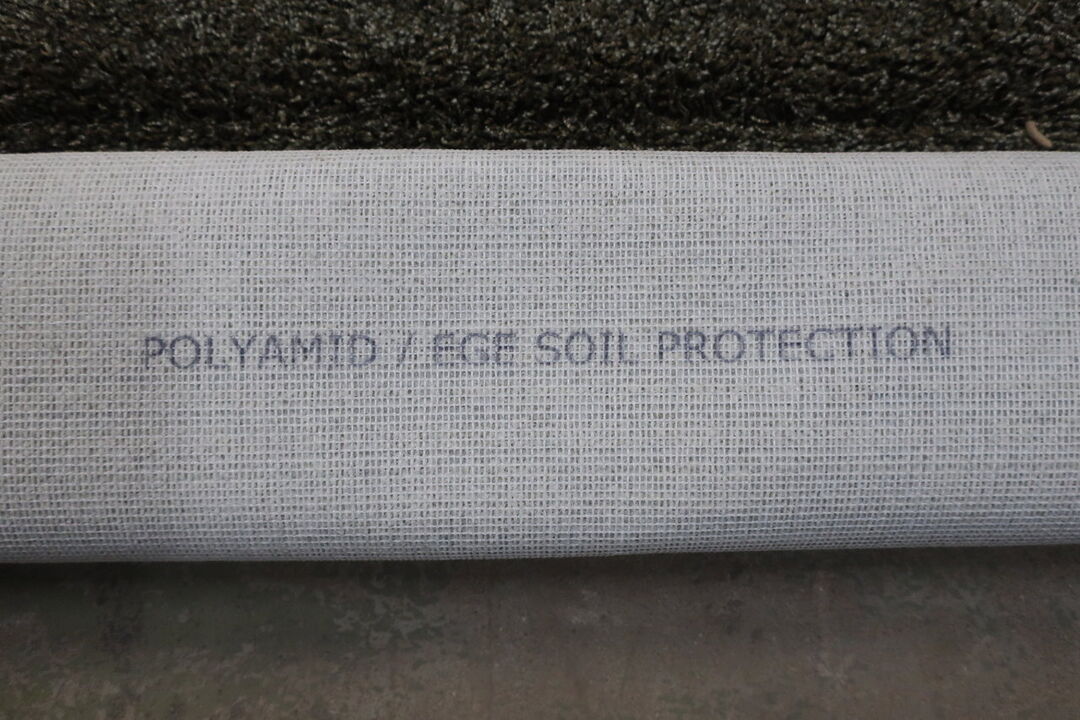 POLYAMID / EGE SOIL PROTECTION